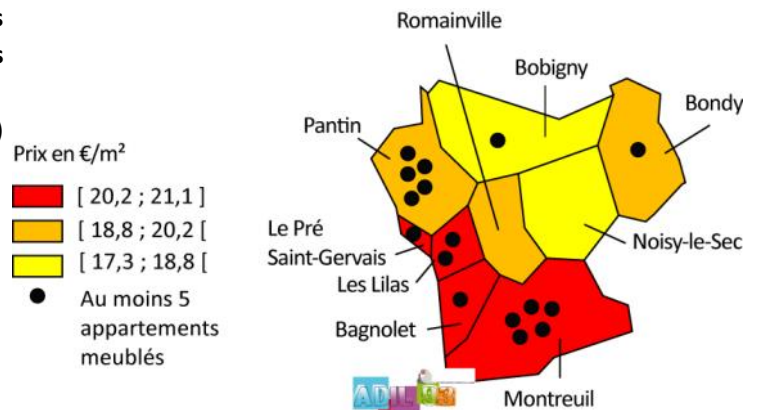 s
s
)
Prix en €/m²
[ 20,2 ; 21,1 ]
[ 18,8 ; 20,2 [
[ 17,3 ; 18,8 [
Au moins 5
appartements
meublés
Romainville
Bobigny
Bondy
Pantin
Le Pré
Saint-Gervais
Noisy-le-Sec
Les Lilas
Bagnolet
Montreuil
ADIL